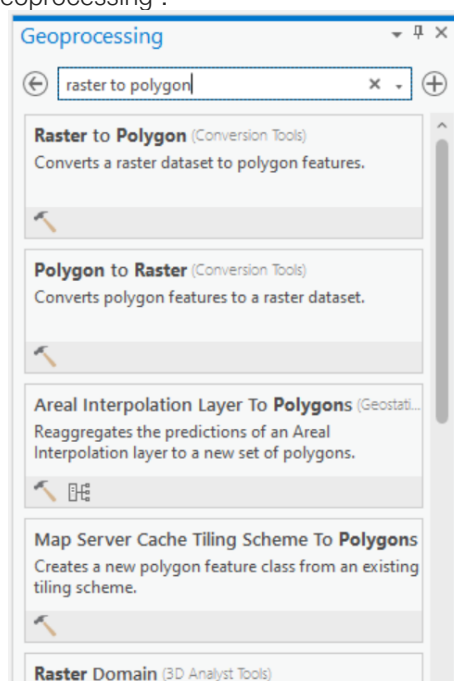 eoprocessing .
Geoprocessing
raster to polygon
Raster to Polygon (Conversion Tools)
Converts a raster dataset to polygon features.
Polygon to Raster (Conversion Tools)
Converts polygon features to a raster dataset.
Areal Interpolation Layer To Polygons (Geostati...
Reaggregates the predictions of an Areal
Interpolation layer to a new set of polygons.
Map Server Cache Tiling Scheme To Polygons
Creates a new polygon feature class from an existing
tiling scheme.
Raster Domain (3D Analyst Tools)